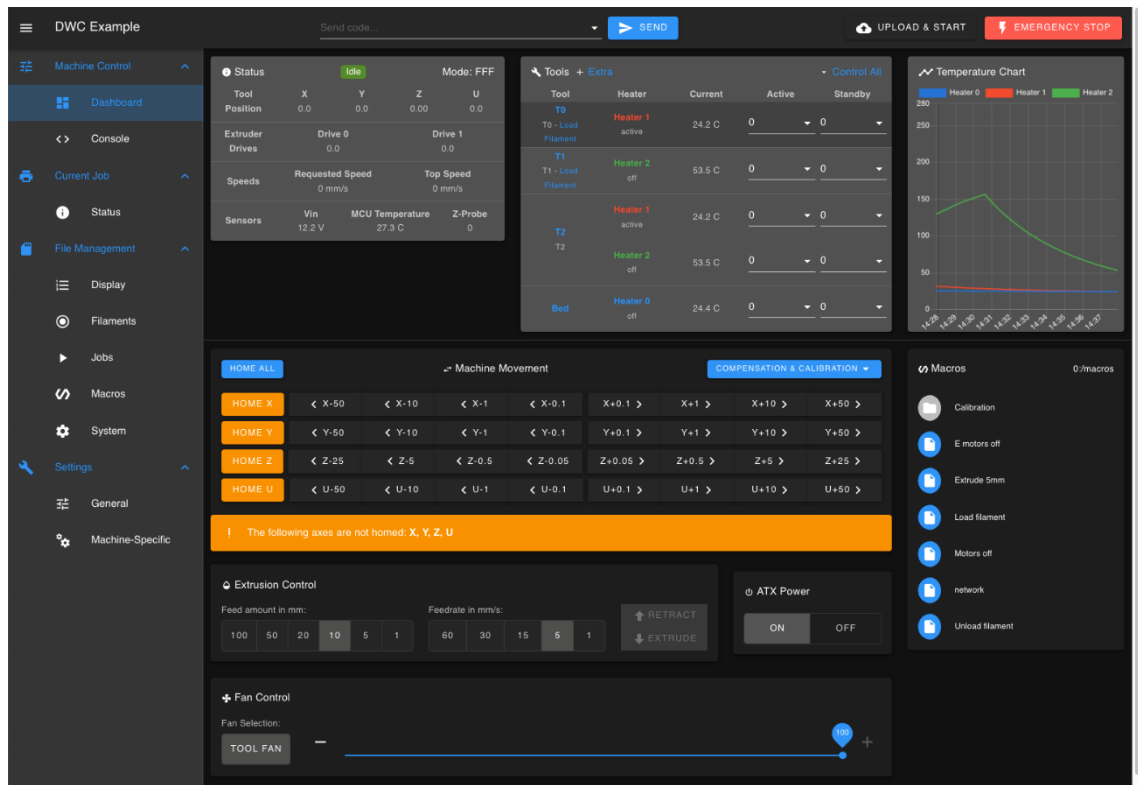 DWC Example
Send code...
SEND
UPLOAD & START
EMERGENCY STOP
Machine Control
Dashboard
Console
Current Job
Status
File Management
Display
Filaments
Jobs
Macros
System
Settings
General
Machine-Specific
Status Idle Mode: FFF
Tool Position X Y Z U
0.0 0.0 0.00 0.0
Extruder Drives Drive 0 Drive 1
0.0 0.0
Speeds Requested Speed Top Speed
0 mm/s 0 mm/s
Sensors Vin MCU Temperature Z-Probe
12.2 V 27.3 C 0
Tools + Extra Control All
Tool Heater Current Active Standby
T0
T0 - Load Filament
Heater 1
active
24.2 C 0 0
T1
T1 - Load Filament
Heater 2
off
53.5 C 0 0
T2
T2
Heater 1
active
24.2 C 0 0
Heater 2
off
53.5 C 0 0
Bed
Heater 0
off
24.4 C 0 0
Temperature Chart
Heater 0 Heater 1 Heater 2
280
250
200
150
100
50
0
14:28 14:29 14:30 14:31 14:32 14:33 14:34 14:35 14:36 14:37
HOME ALL Machine Movement COMPENSATION & CALIBRATION
HOME X X-50 X-10 X-1 X-0.1 X+0.1 X+1 X+10 X+50
HOME Y Y-50 Y-10 Y-1 Y-0.1 Y+0.1 Y+1 Y+10 Y+50
HOME Z Z-25 Z-5 Z-0.5 Z-0.05 Z+0.05 Z+0.5 Z+5 Z+25
HOME U U-50 U-10 U-1 U-0.1 U+0.1 U+1 U+10 U+50
! The following axes are not homed: X, Y, Z, U
Extrusion Control
Feed amount in mm:
100 50 20 10 5 1
Feedrate in mm/s:
60 30 15 5 1
RETRACT
EXTRUDE
ATX Power
ON OFF
Fan Control
Fan Selection:
TOOL FAN
100
Macros 0:/macros
Calibration
E motors off
Extrude 5mm
Load filament
Motors off
network
Unload filament